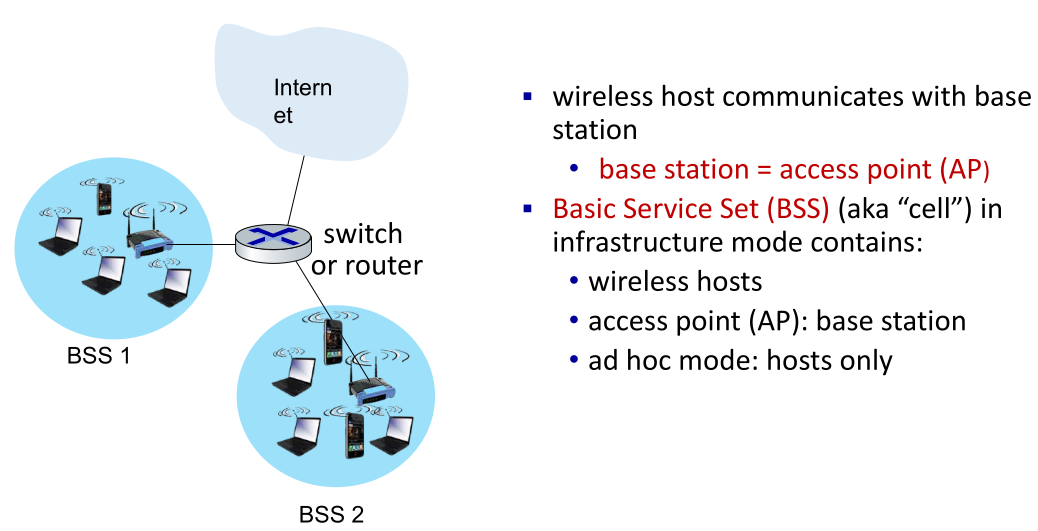 Intern
et
switch
or router
BSS 1
BSS 2
▪ wireless host communicates with base
station
• base station = access point (AP)
▪ Basic Service Set (BSS) (aka “cell”) in
infrastructure mode contains:
• wireless hosts
• access point (AP): base station
• ad hoc mode: hosts only